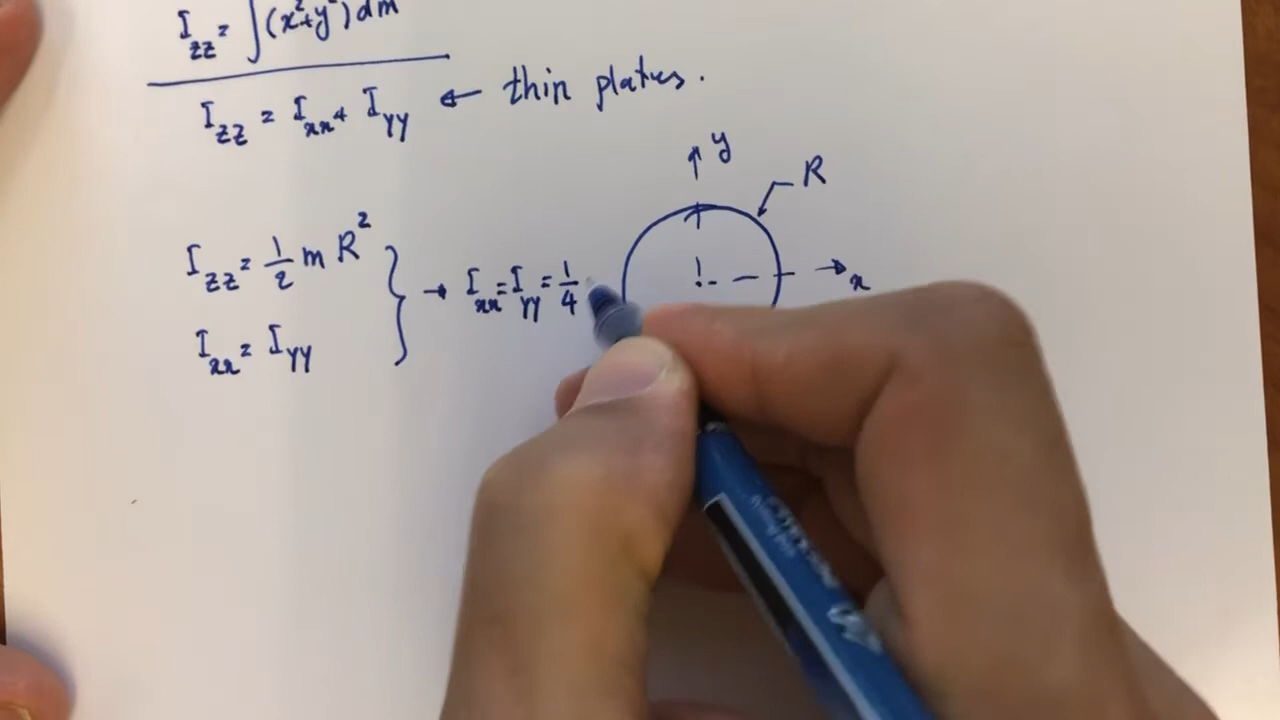 I_zz = ∫(x²+y²)dm
I_zz = I_xx + I_yy ← thin plates.
y
R
x
I_zz = 1/2 m R²
I_xx = I_yy
} → I_xx = I_yy = 1/4